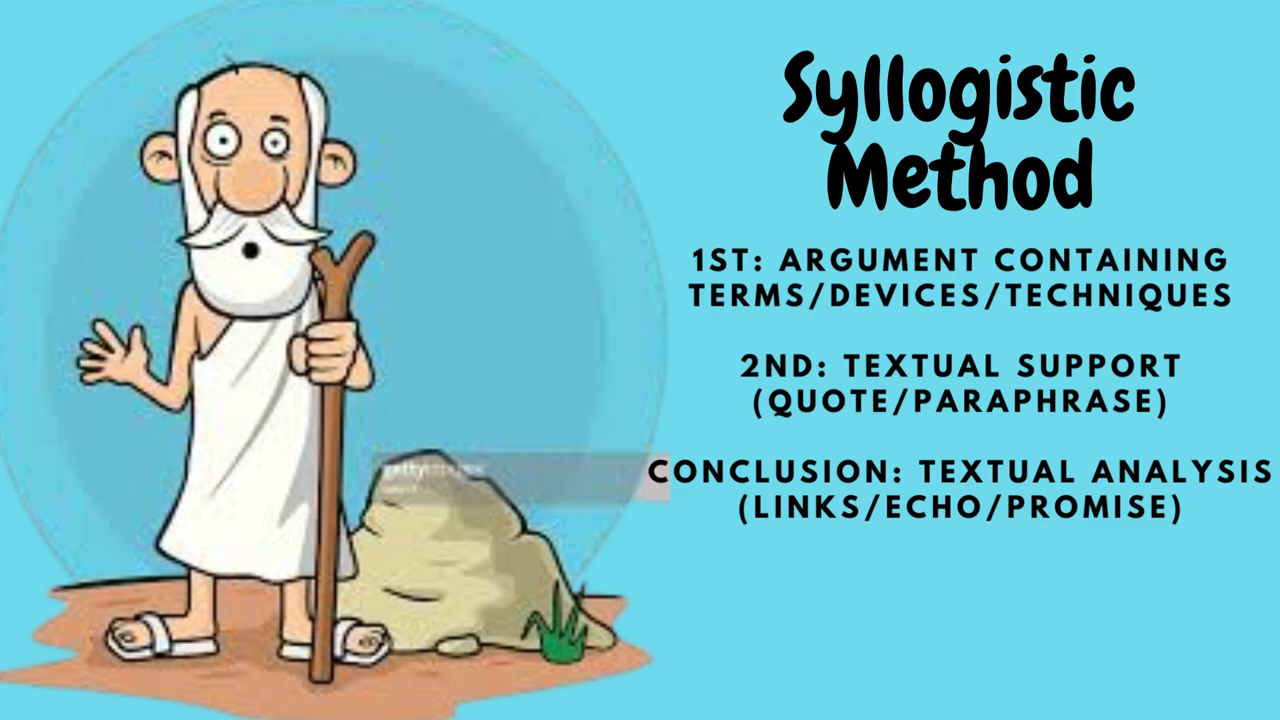 Syllogistic
Method
1ST: ARGUMENT CONTAINING
TERMS/DEVICES/TECHNIQUES
2ND: TEXTUAL SUPPORT
(QUOTE/PARAPHRASE)
CONCLUSION: TEXTUAL ANALYSIS
(LINKS/ECHO/PROMISE)